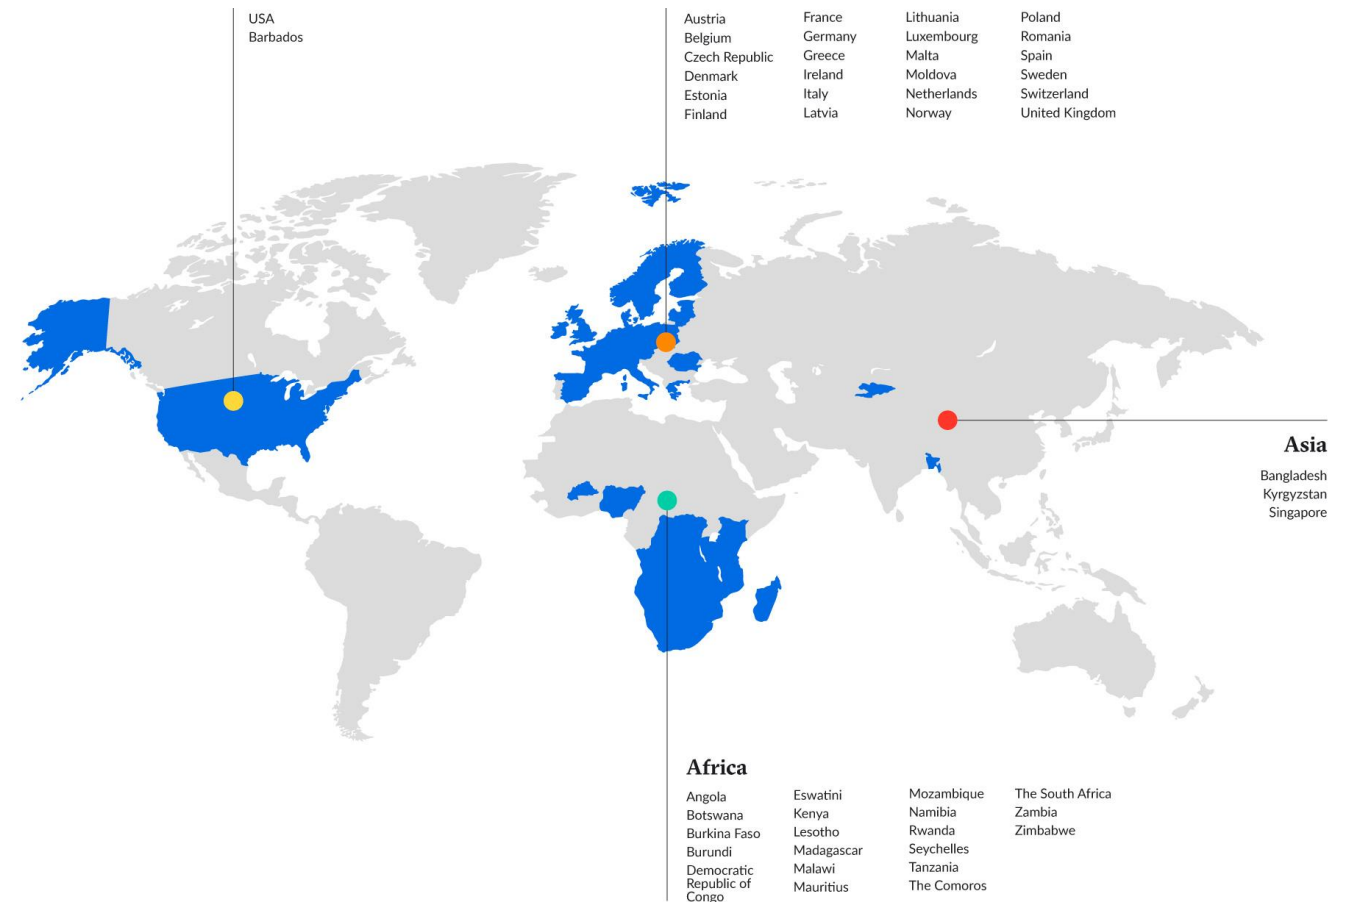 USA
Barbados
Austria
Belgium
Czech Republic
Denmark
Estonia
Finland
France
Germany
Greece
Ireland
Italy
Latvia
Lithuania
Luxembourg
Malta
Moldova
Netherlands
Norway
Poland
Romania
Spain
Sweden
Switzerland
United Kingdom
Asia
Bangladesh
Kyrgyzstan
Singapore
Africa
Angola
Botswana
Burkina Faso
Burundi
Democratic
Republic of
Congo
Eswatini
Kenya
Lesotho
Madagascar
Malawi
Mauritius
Mozambique
Namibia
Rwanda
Seychelles
Tanzania
The Comoros
The South Africa
Zambia
Zimbabwe